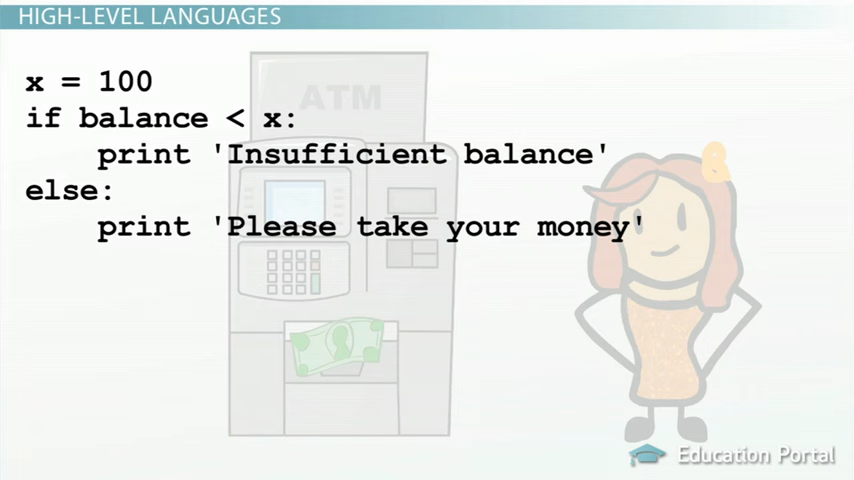 HIGH-LEVEL LANGUAGES
ATM
x = 100
if balance < x:
    print 'Insufficient balance'
else:
    print 'Please take your money'
Education Portal